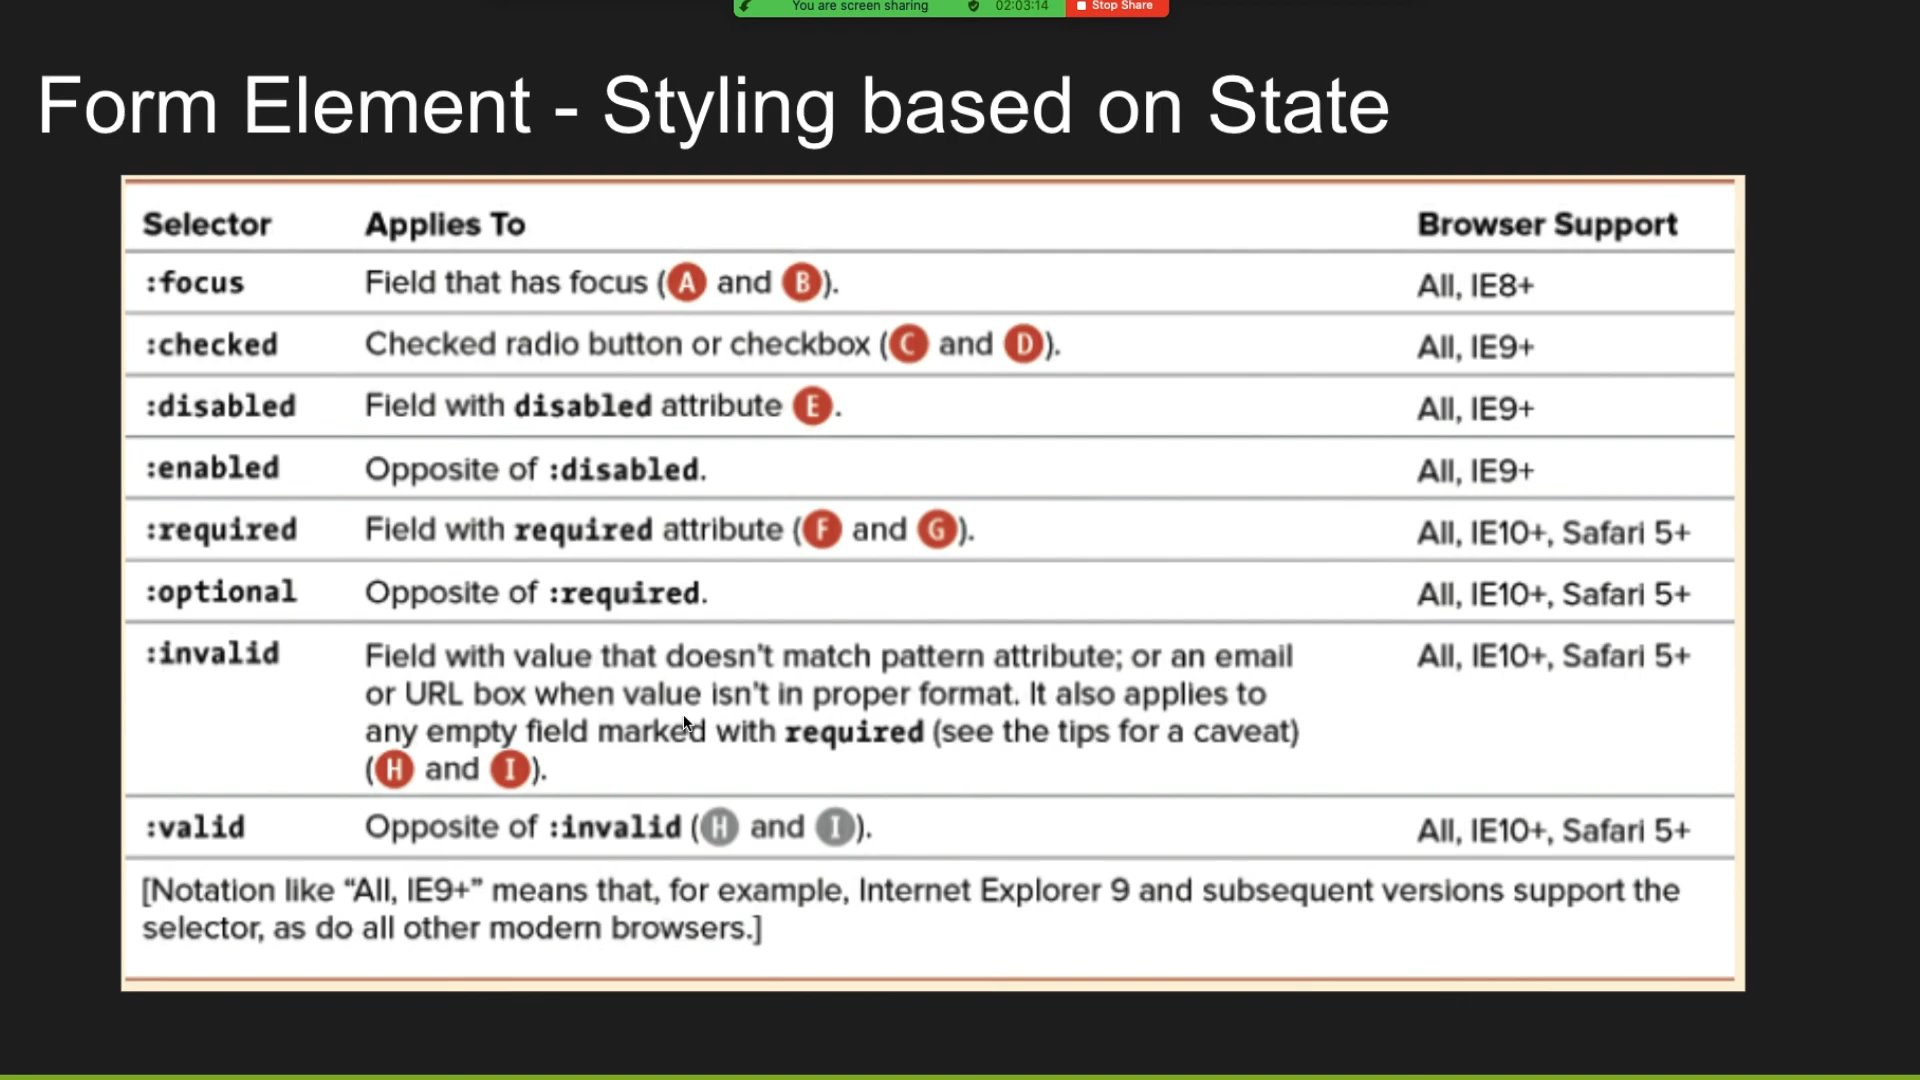 You are screen sharing 02:03:14 Stop Share
Form Element - Styling based on State
Selector Applies To Browser Support
:focus Field that has focus (A and B). All, IE8+
:checked Checked radio button or checkbox (C and D). All, IE9+
:disabled Field with disabled attribute E. All, IE9+
:enabled Opposite of :disabled. All, IE9+
:required Field with required attribute (F and G). All, IE10+, Safari 5+
:optional Opposite of :required. All, IE10+, Safari 5+
:invalid Field with value that doesn't match pattern attribute; or an email All, IE10+, Safari 5+
or URL box when value isn't in proper format. It also applies to
any empty field marked with required (see the tips for a caveat)
(H and I).
:valid Opposite of :invalid (H and I). All, IE10+, Safari 5+
[Notation like “All, IE9+” means that, for example, Internet Explorer 9 and subsequent versions support the
selector, as do all other modern browsers.]